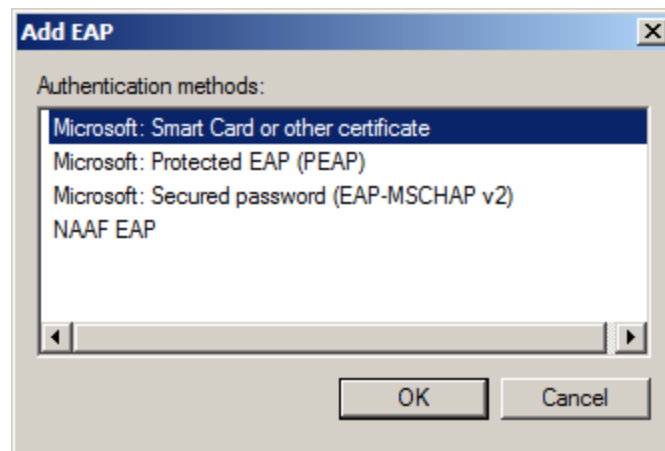 Add EAP
Authentication methods:
Microsoft: Smart Card or other certificate
Microsoft: Protected EAP (PEAP)
Microsoft: Secured password (EAP-MSCHAP v2)
NAAF EAP
OK Cancel